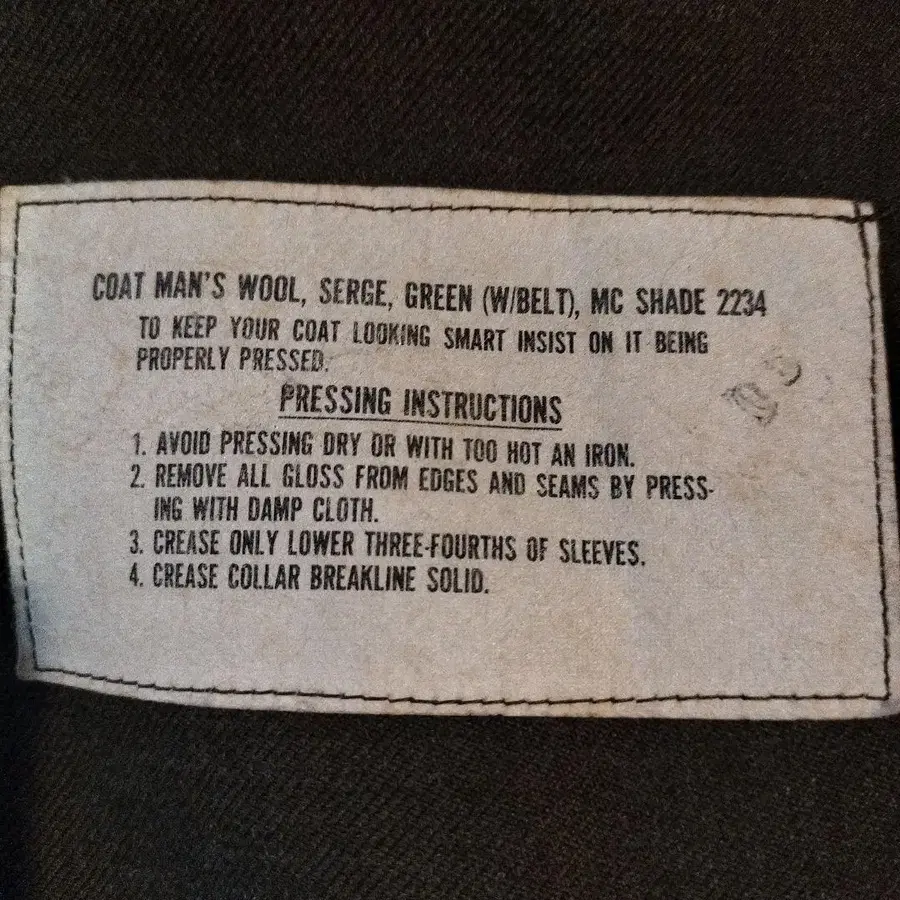 COAT MAN'S WOOL, SERGE, GREEN (W/BELT), MC SHADE 2234
TO KEEP YOUR COAT LOOKING SMART INSIST ON IT BEING
PROPERLY PRESSED.
PRESSING INSTRUCTIONS
1. AVOID PRESSING DRY OR WITH TOO HOT AN IRON.
2. REMOVE ALL GLOSS FROM EDGES AND SEAMS BY PRESS-
ING WITH DAMP CLOTH.
3. CREASE ONLY LOWER THREE-FOURTHS OF SLEEVES.
4. CREASE COLLAR BREAKLINE SOLID.